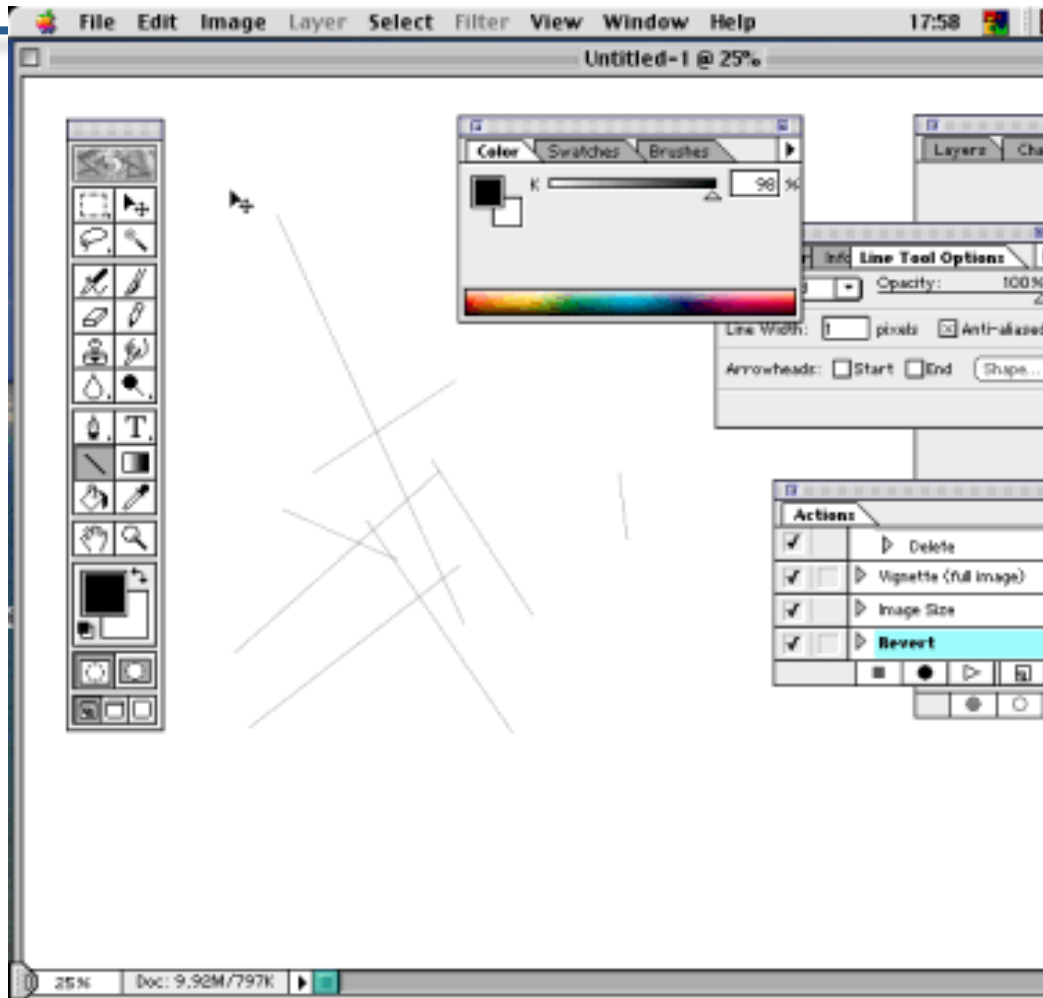 File Edit Image Layer Select Filter View Window Help 17:58
Untitled-1 @ 25%
Color Swatches Brushes
K 98 %
Layers
Line Tool Options
Opacity: 100%
Line Width: 1 pixels Anti-aliased
Arrowheads: Start End Shape...
T
Actions
Delete
Vignette (full image)
Image Size
Revert
25% Doc: 9.92M/797K